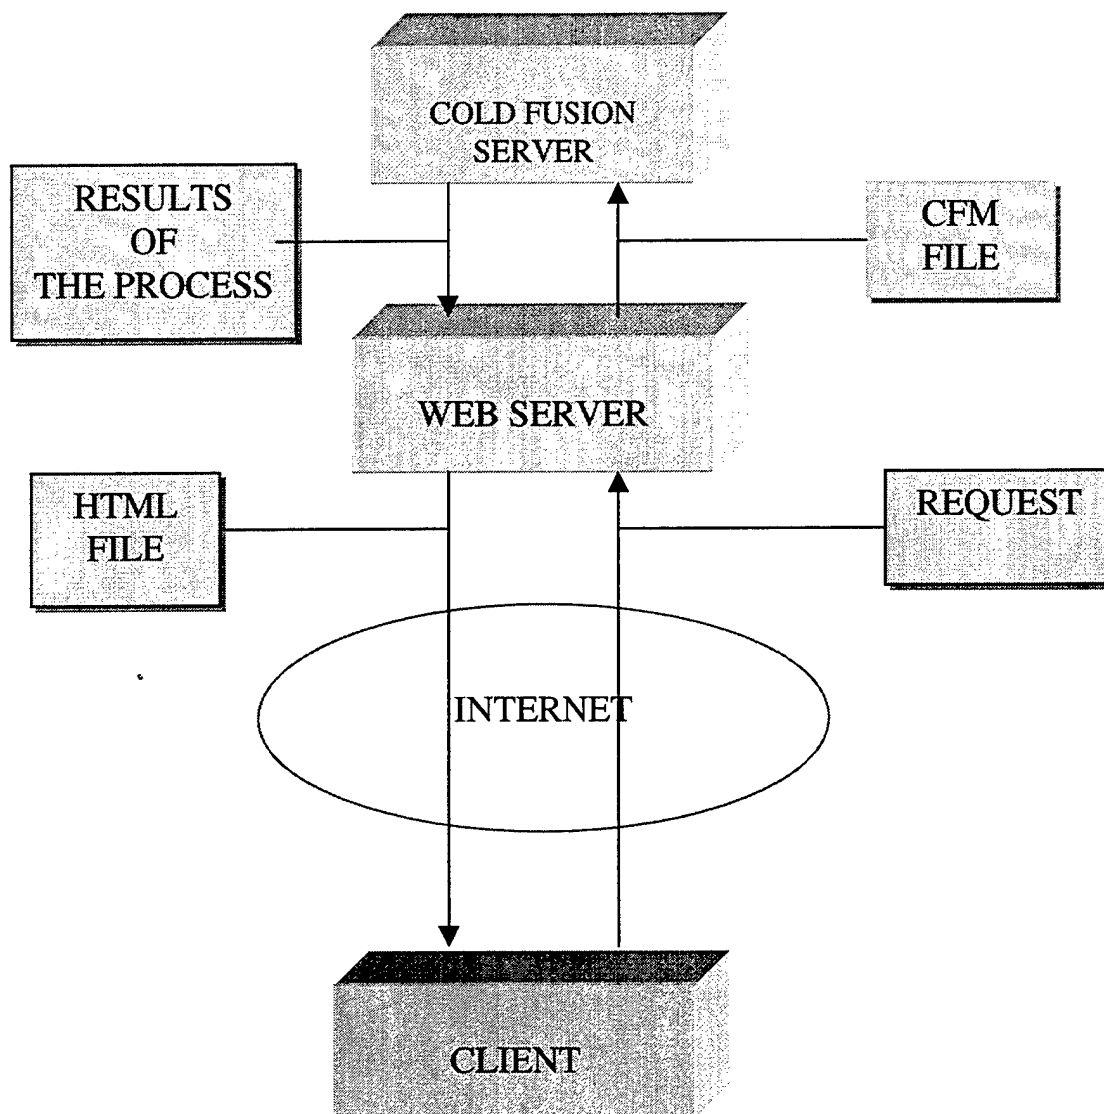 COLD FUSION
SERVER
RESULTS
OF
THE PROCESS
CFM
FILE
WEB SERVER
HTML
FILE
REQUEST
INTERNET
CLIENT